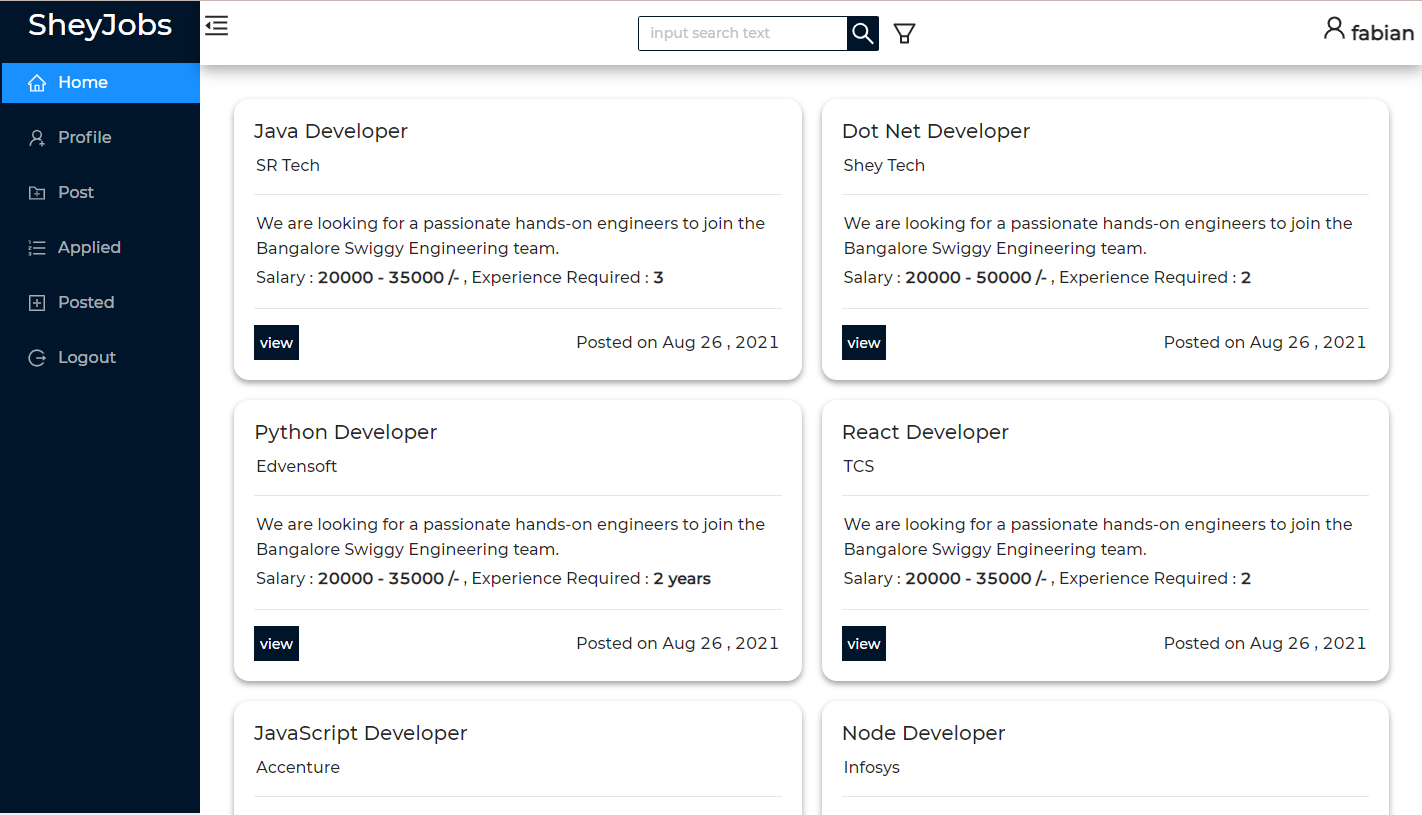 SheyJobs
input search text
fabian
Home
Profile
Post
Applied
Posted
Logout
Java Developer
SR Tech
We are looking for a passionate hands-on engineers to join the
Bangalore Swiggy Engineering team.
Salary : 20000 - 35000 /- , Experience Required : 3
view
Posted on Aug 26 , 2021
Dot Net Developer
Shey Tech
We are looking for a passionate hands-on engineers to join the
Bangalore Swiggy Engineering team.
Salary : 20000 - 50000 /- , Experience Required : 2
view
Posted on Aug 26 , 2021
Python Developer
Edvensoft
We are looking for a passionate hands-on engineers to join the
Bangalore Swiggy Engineering team.
Salary : 20000 - 35000 /- , Experience Required : 2 years
view
Posted on Aug 26 , 2021
React Developer
TCS
We are looking for a passionate hands-on engineers to join the
Bangalore Swiggy Engineering team.
Salary : 20000 - 35000 /- , Experience Required : 2
view
Posted on Aug 26 , 2021
JavaScript Developer
Accenture
Node Developer
Infosys